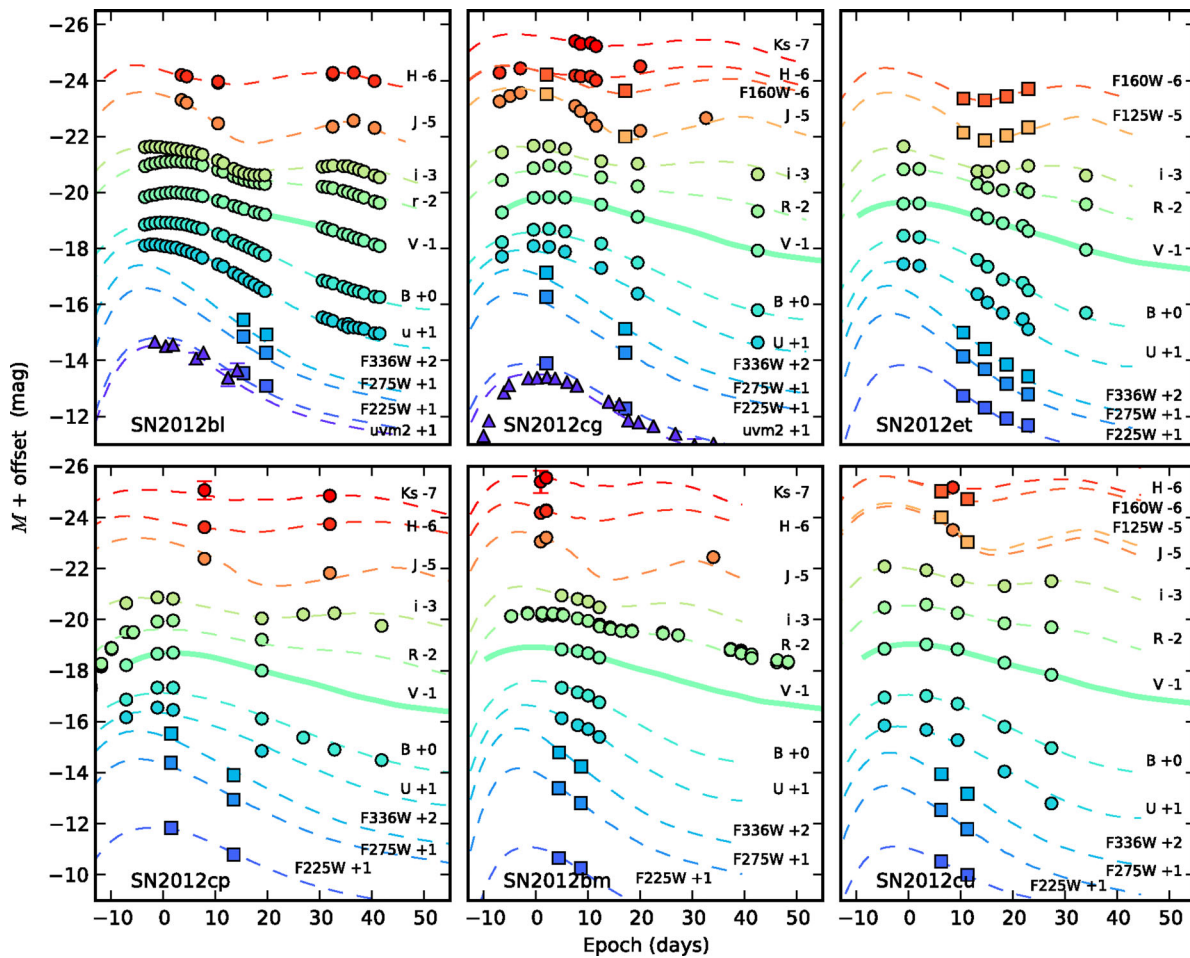 −26
−24
−22
−20
−18
−16
−14
−12
H -6
J -5
i -3
r -2
V -1
B +0
u +1
F336W +2
F275W +1
F225W +1
uvm2 +1
SN2012bl
Ks -7
H -6
F160W -6
J -5
i -3
R -2
V -1
B +0
U +1
F336W +2
F275W +1
F225W +1
uvm2 +1
SN2012cg
F160W -6
F125W -5
i -3
R -2
V -1
B +0
U +1
F336W +2
F275W +1
F225W +1
SN2012et
M + offset (mag)
−26
−24
−22
−20
−18
−16
−14
−12
−10
Ks -7
H -6
J -5
i -3
R -2
V -1
B +0
U +1
F336W +2
F275W +1
F225W +1
SN2012cp
Ks -7
H -6
J -5
i -3
R -2
V -1
B +0
U +1
F336W +2
F275W +1
F225W +1
SN2012bm
H -6
F160W -6
F125W -5
J -5
i -3
R -2
V -1
B +0
U +1
F336W +2
F275W +1
F225W +1
SN2012cu
−10 0 10 20 30 40 50
−10 0 10 20 30 40 50
−10 0 10 20 30 40 50
Epoch (days)